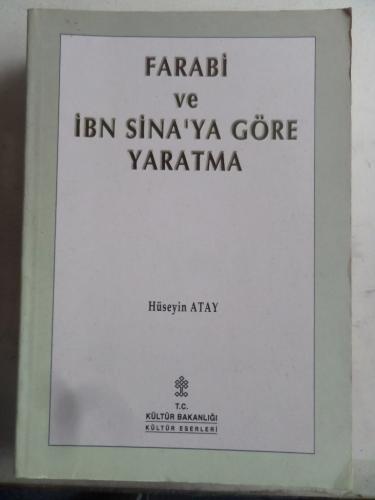 FARABİ
ve
İBN SİNA'YA GÖRE
YARATMA
Hüseyin ATAY
T.C.
KÜLTÜR BAKANLIĞI
KÜLTÜR ESERLERİ